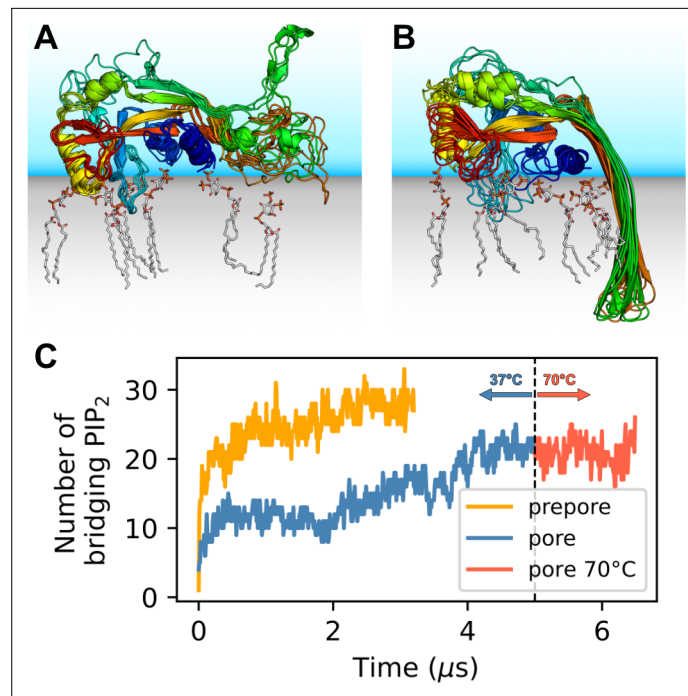 A
B
C
37°C
70°C
30
20
10
0
Number of
bridging PIP₂
prepore
pore
pore 70°C
0
2
4
6
Time (μs)